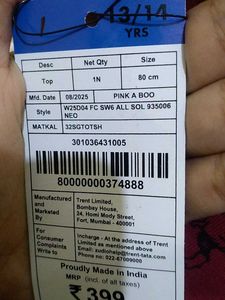 13/14
YRS
Desc Net Qty Size
Top 1N 80 cm
Mfd. Date 08/2025 PINK A BOO
Style W25D04 FC SW6 ALL SOL 935006
NEO
MATKAL 32SGTOTSH
301036431005
80000000374888
Manufactured and Marketed By
Trent Limited,
Bombay House,
24, Homi Mody Street,
Fort, Mumbai - 400001
For Consumer Complaints Write to
Incharge - At the address of Trent
Limited as mentioned above
Email: zudiohelp@trent-tata.com
Phone no: 022-67009000
Proudly Made in India
MRP (incl. of all taxes)
₹ 399